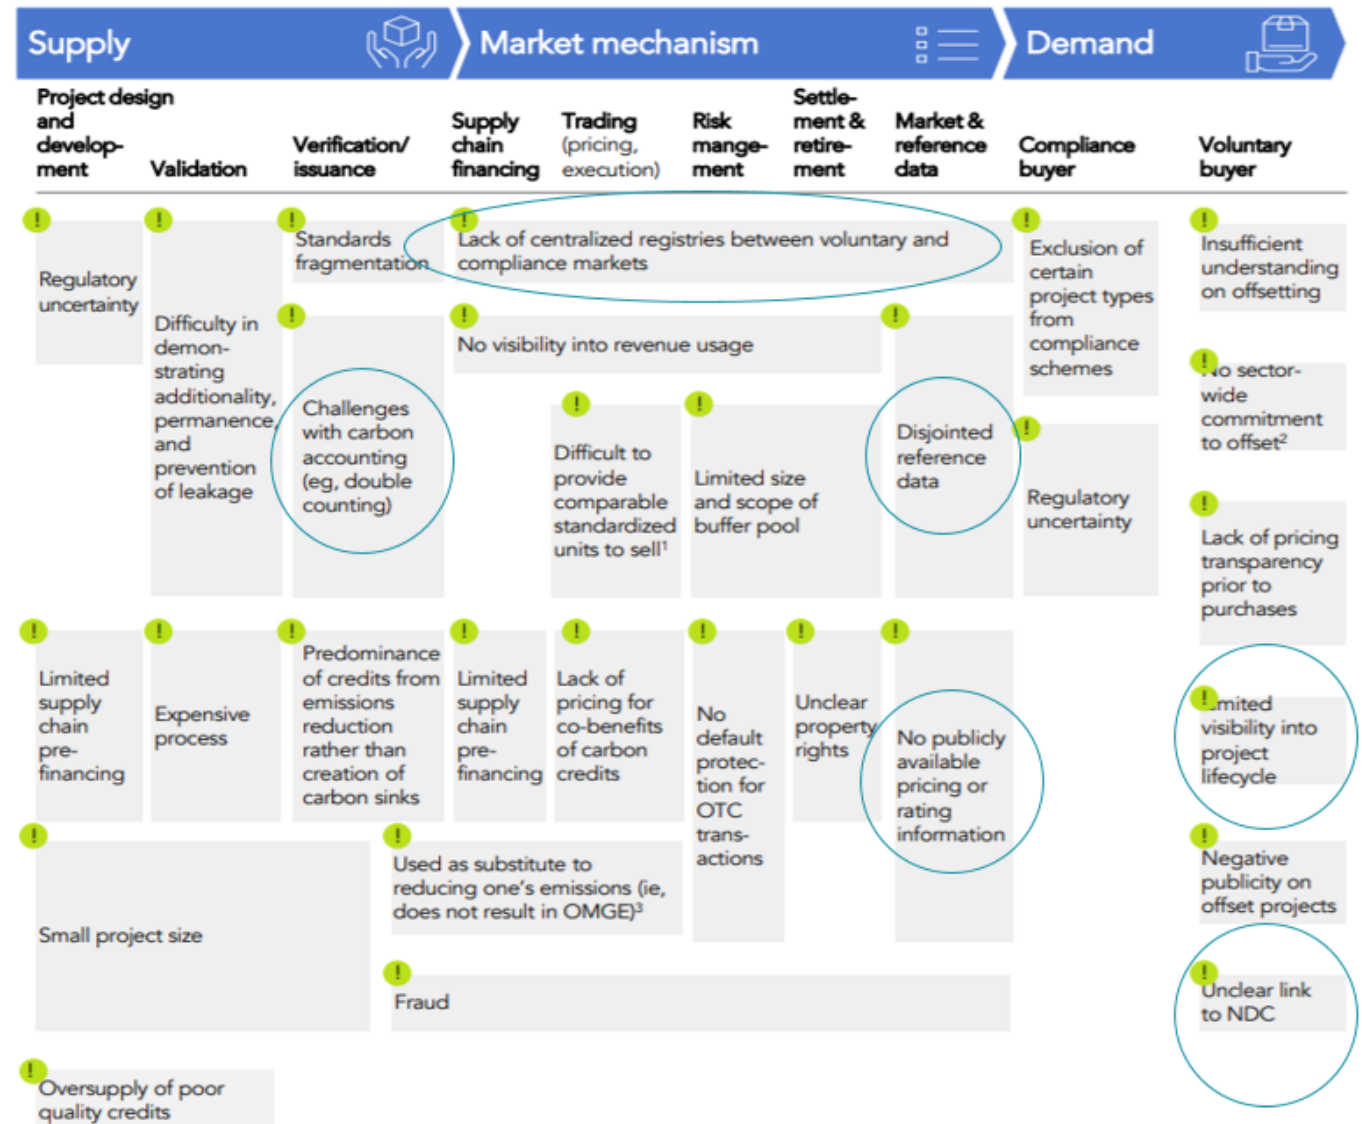 Supply
Market mechanism
Demand
Project design
and
develop-
ment
Validation
Verification/
issuance
Supply
chain
financing
Trading
(pricing,
execution)
Risk
mange-
ment
Settle-
ment &
retire-
ment
Market &
reference
data
Compliance
buyer
Voluntary
buyer
!
Regulatory
uncertainty
!
Difficulty in
demon-
strating
additionality,
permanence,
and
prevention
of leakage
!
Standards
fragmentation
!
Lack of centralized registries between voluntary and
compliance markets
!
Exclusion of
certain
project types
from
compliance
schemes
!
Insufficient
understanding
on offsetting
!
Challenges
with carbon
accounting
(eg, double
counting)
!
No visibility into revenue usage
!
Disjointed
reference
data
!
No sector-
wide
commitment
to offset²
!
Difficult to
provide
comparable
standardized
units to sell¹
!
Limited size
and scope of
buffer pool
!
Regulatory
uncertainty
!
Lack of pricing
transparency
prior to
purchases
!
Limited
supply
chain
pre-
financing
!
Expensive
process
!
Predominance
of credits from
emissions
reduction
rather than
creation of
carbon sinks
!
Limited
supply
chain
pre-
financing
!
Lack of
pricing for
co-benefits
of carbon
credits
!
No
default
protec-
tion for
OTC
trans-
actions
!
Unclear
property
rights
!
No publicly
available
pricing or
rating
information
!
Limited
visibility into
project
lifecycle
!
Small project size
!
Used as substitute to
reducing one's emissions (ie,
does not result in OMGE)³
!
Negative
publicity on
offset projects
!
Fraud
!
Unclear link
to NDC
!
Oversupply of poor
quality credits